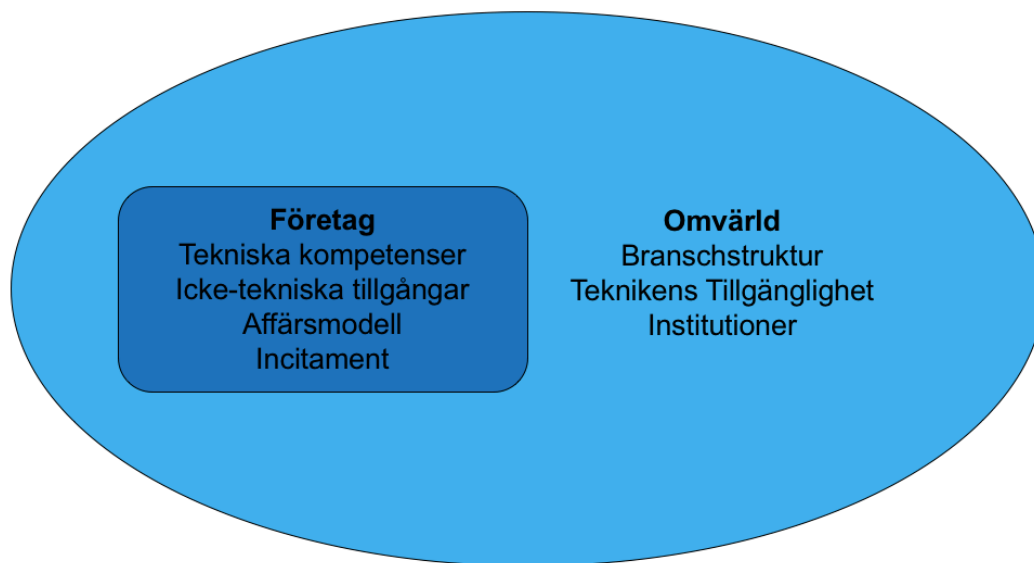 Företag
Tekniska kompetenser
Icke-tekniska tillgångar
Affärsmodell
Incitament
Omvärld
Branschstruktur
Teknikens Tillgänglighet
Institutioner